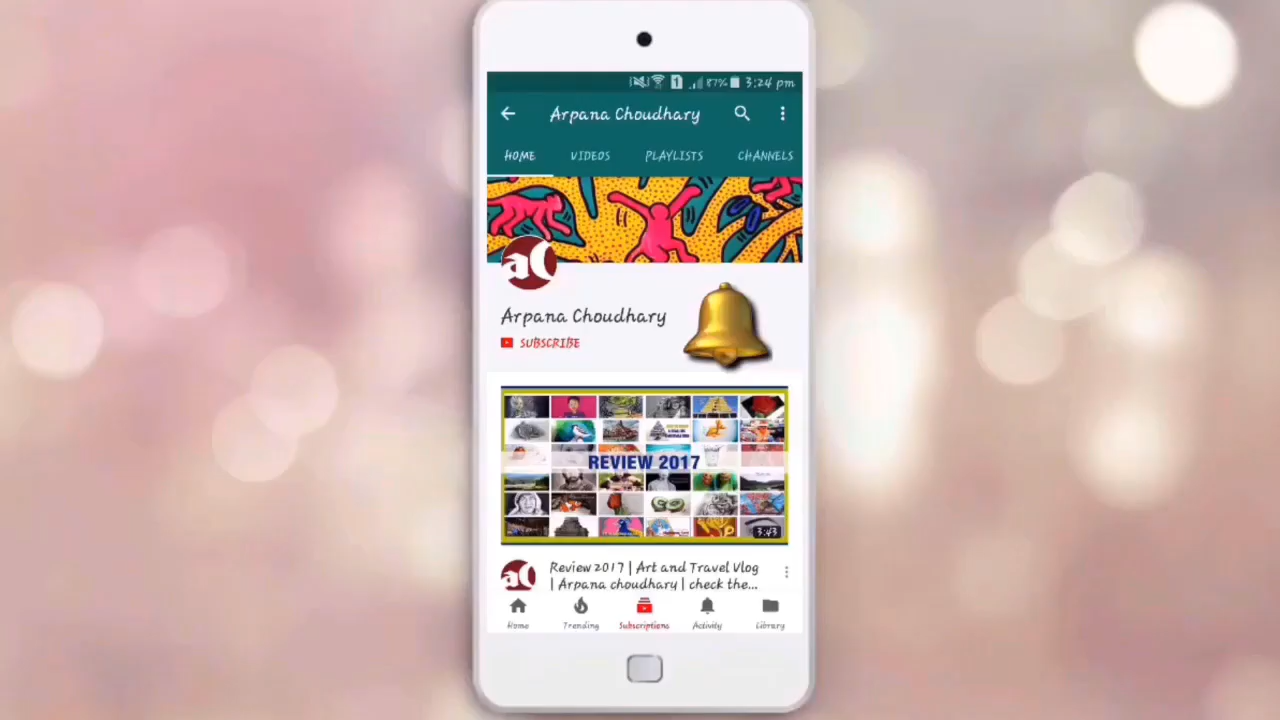 1 87% 3:24 pm
Arpana Choudhary
HOME VIDEOS PLAYLISTS CHANNELS
aC
Arpana Choudhary
SUBSCRIBE
REVIEW 2017
3:43
aC
Review 2017 | Art and Travel Vlog
| Arpana choudhary | check the...
Home Trending Subscriptions Activity Library